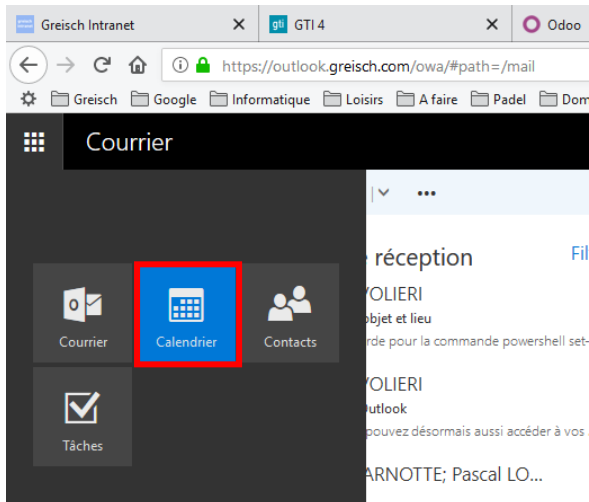 Greisch Intranet
gti GTI 4
Odoo
https://outlook.greisch.com/owa/#path=/mail
Greisch Google Informatique Loisirs A faire Padel Dom
Courrier
réception Fil
VOLIERI
objet et lieu
rde pour la commande powershell set-
Courrier Calendrier Contacts
VOLIERI
Outlook
pouvez désormais aussi accéder à vos
Tâches
ARNOTTE; Pascal LO...